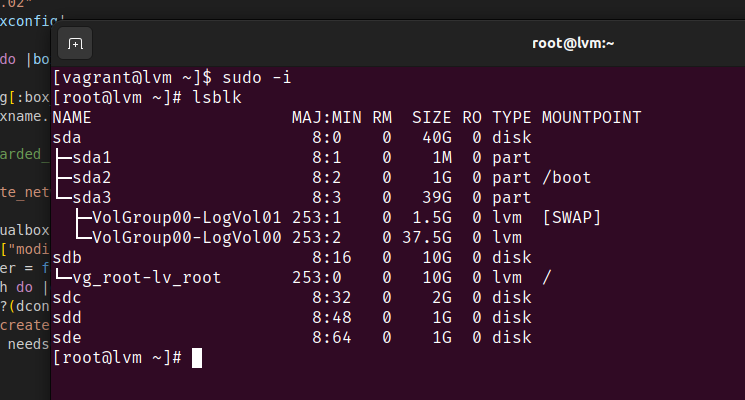 .02"
xconfig|
do |bo
g[:box
xname.
arded_
te_net
ualbox
["modi
er = f
h do |
?(dcon
create
needs
root@lvm:~
[vagrant@lvm ~]$ sudo -i
[root@lvm ~]# lsblk
NAME MAJ:MIN RM SIZE RO TYPE MOUNTPOINT
sda 8:0 0 40G 0 disk
├─sda1 8:1 0 1M 0 part
├─sda2 8:2 0 1G 0 part /boot
└─sda3 8:3 0 39G 0 part
├─VolGroup00-LogVol01 253:1 0 1.5G 0 lvm [SWAP]
└─VolGroup00-LogVol00 253:2 0 37.5G 0 lvm
sdb 8:16 0 10G 0 disk
└─vg_root-lv_root 253:0 0 10G 0 lvm /
sdc 8:32 0 2G 0 disk
sdd 8:48 0 1G 0 disk
sde 8:64 0 1G 0 disk
[root@lvm ~]#